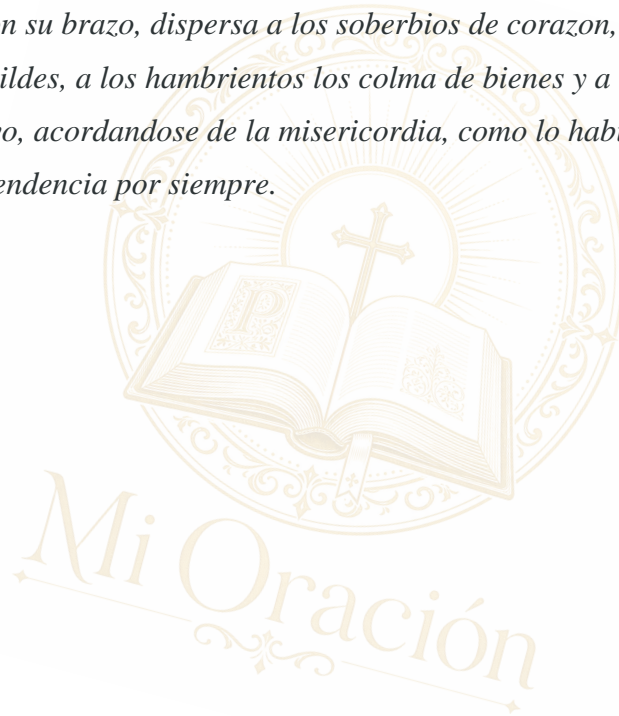 n su brazo, dispersa a los soberbios de corazon,
ildes, a los hambrientos los colma de bienes y a
o, acordandose de la misericordia, como lo hab
endencia por siempre.
P
Mi Oración